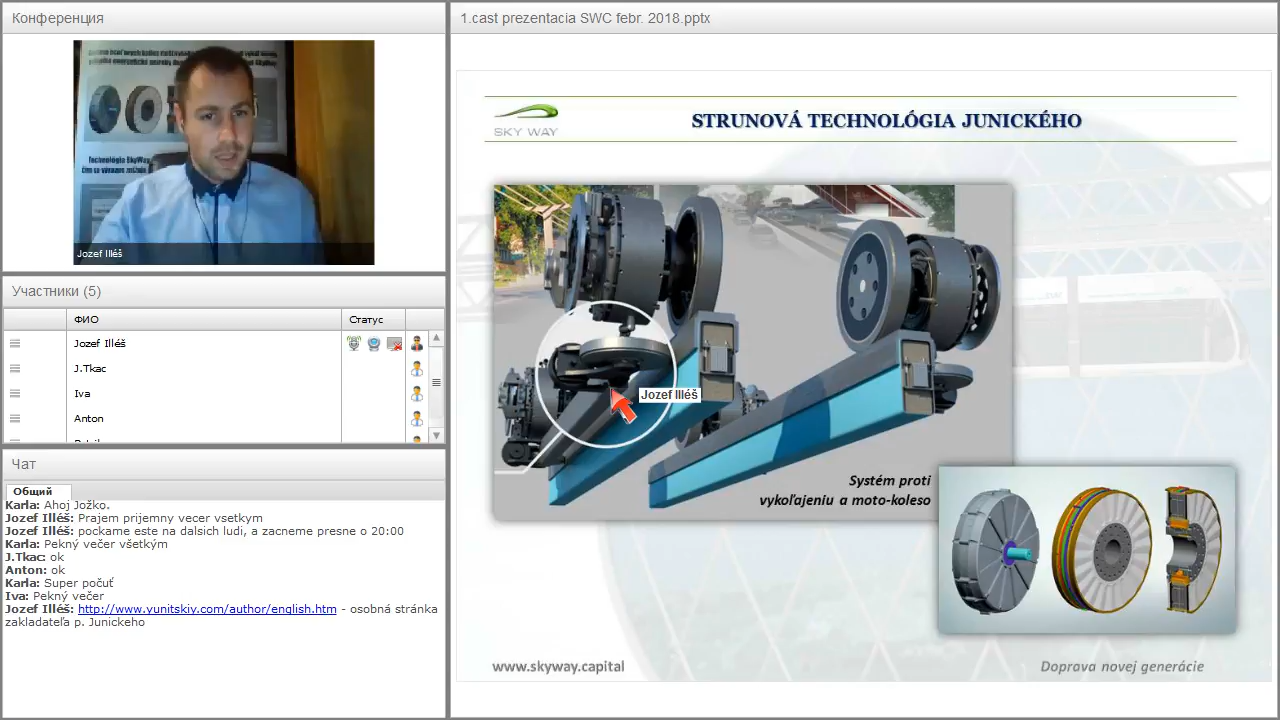 Конференция
Technológia SkyWay
Jozef Illéš
Участники (5)
ФИО
Статус
Jozef Illéš
J.Tkac
Iva
Anton
Чат
Общий
Karla: Ahoj Jožko.
Jozef Illéš: Prajem prijemny vecer vsetkym
Jozef Illéš: pockame este na dalsich ludi, a zacneme presne o 20:00
Karla: Pekný večer všetkým
J.Tkac: ok
Anton: ok
Karla: Super počuť
Iva: Pekný večer
Jozef Illéš: http://www.yunitskiy.com/author/english.htm - osobná stránka
zakladateľa p. Junickeho
1.cast prezentacia SWC febr. 2018.pptx
SKY WAY
STRUNOVÁ TECHNOLÓGIA JUNICKÉHO
Jozef Illéš
Systém proti
vykoľajeniu a moto-koleso
www.skyway.capital
Doprava novej generácie